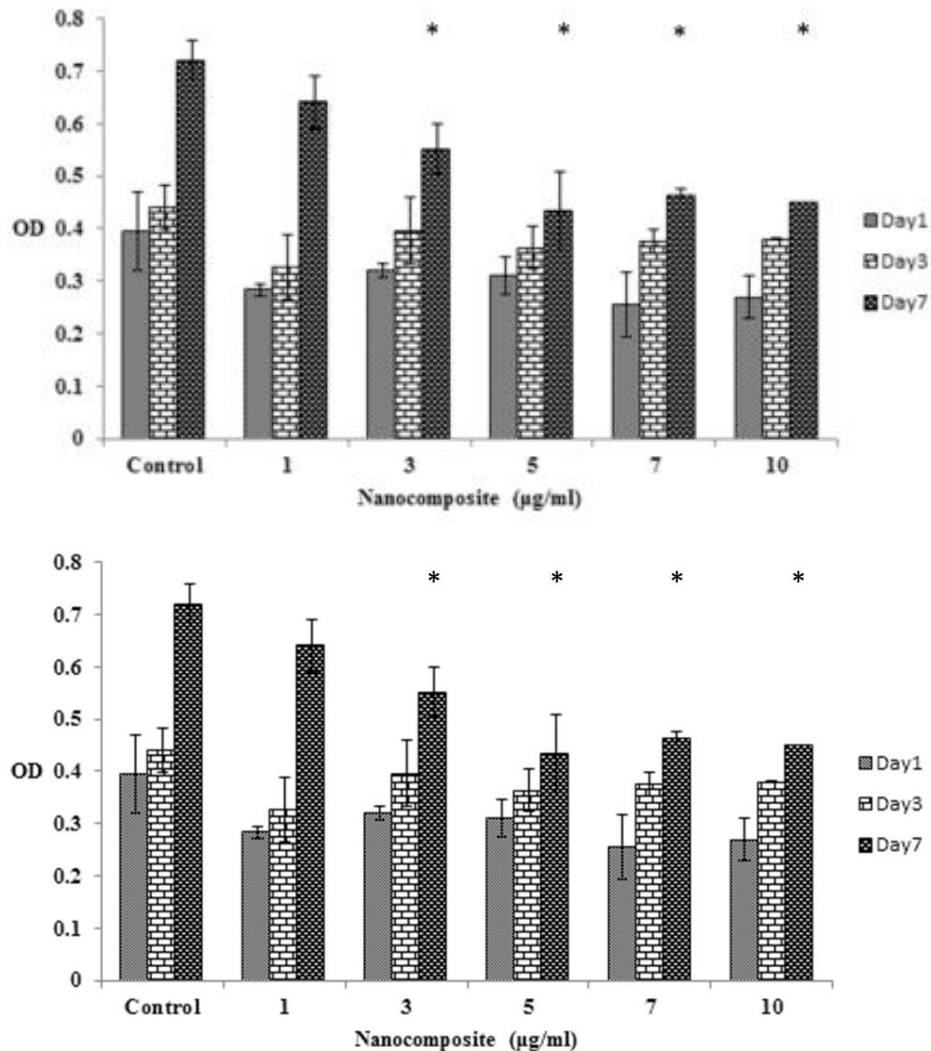 0.8
* * * *
0.7
0.6
0.5
OD
0.4
0.3
0.2
0.1
0
Day1
Day3
Day7
Control 1 3 5 7 10
Nanocomposite (µg/ml)
0.8
* * * *
0.7
0.6
0.5
OD
0.4
0.3
0.2
0.1
0
Day1
Day3
Day7
Control 1 3 5 7 10
Nanocomposite (µg/ml)